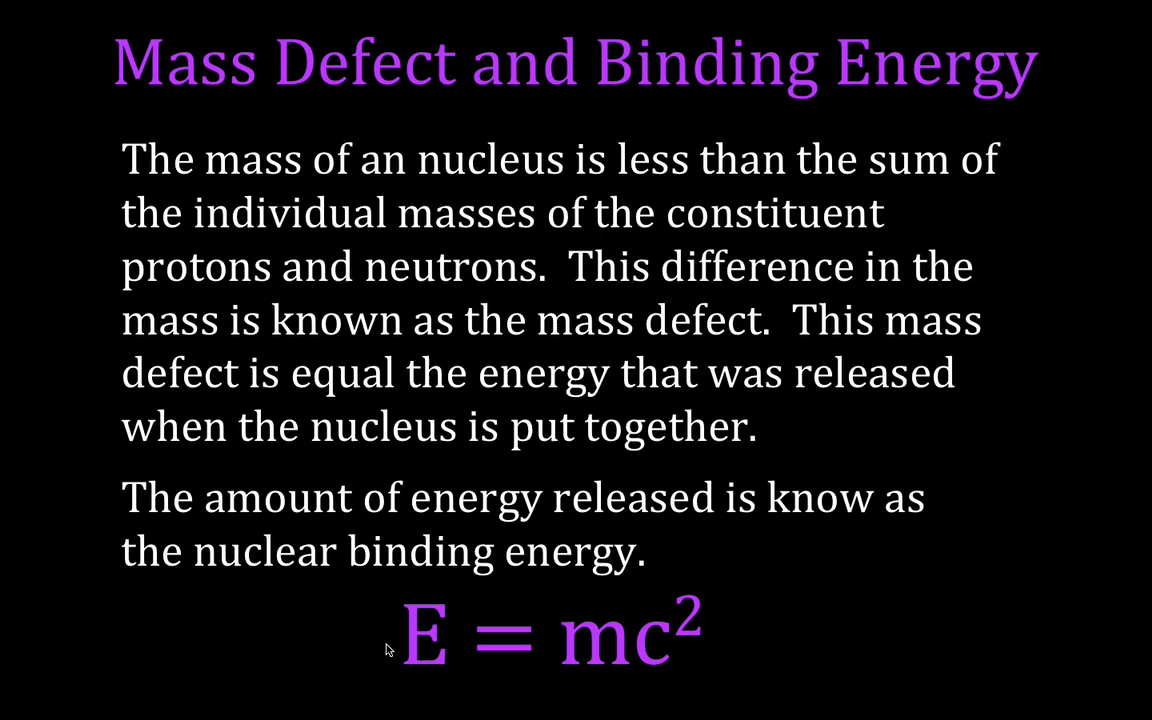 Mass Defect and Binding Energy
The mass of an nucleus is less than the sum of
the individual masses of the constituent
protons and neutrons.  This difference in the
mass is known as the mass defect.  This mass
defect is equal the energy that was released
when the nucleus is put together.
The amount of energy released is know as
the nuclear binding energy.
E = mc²